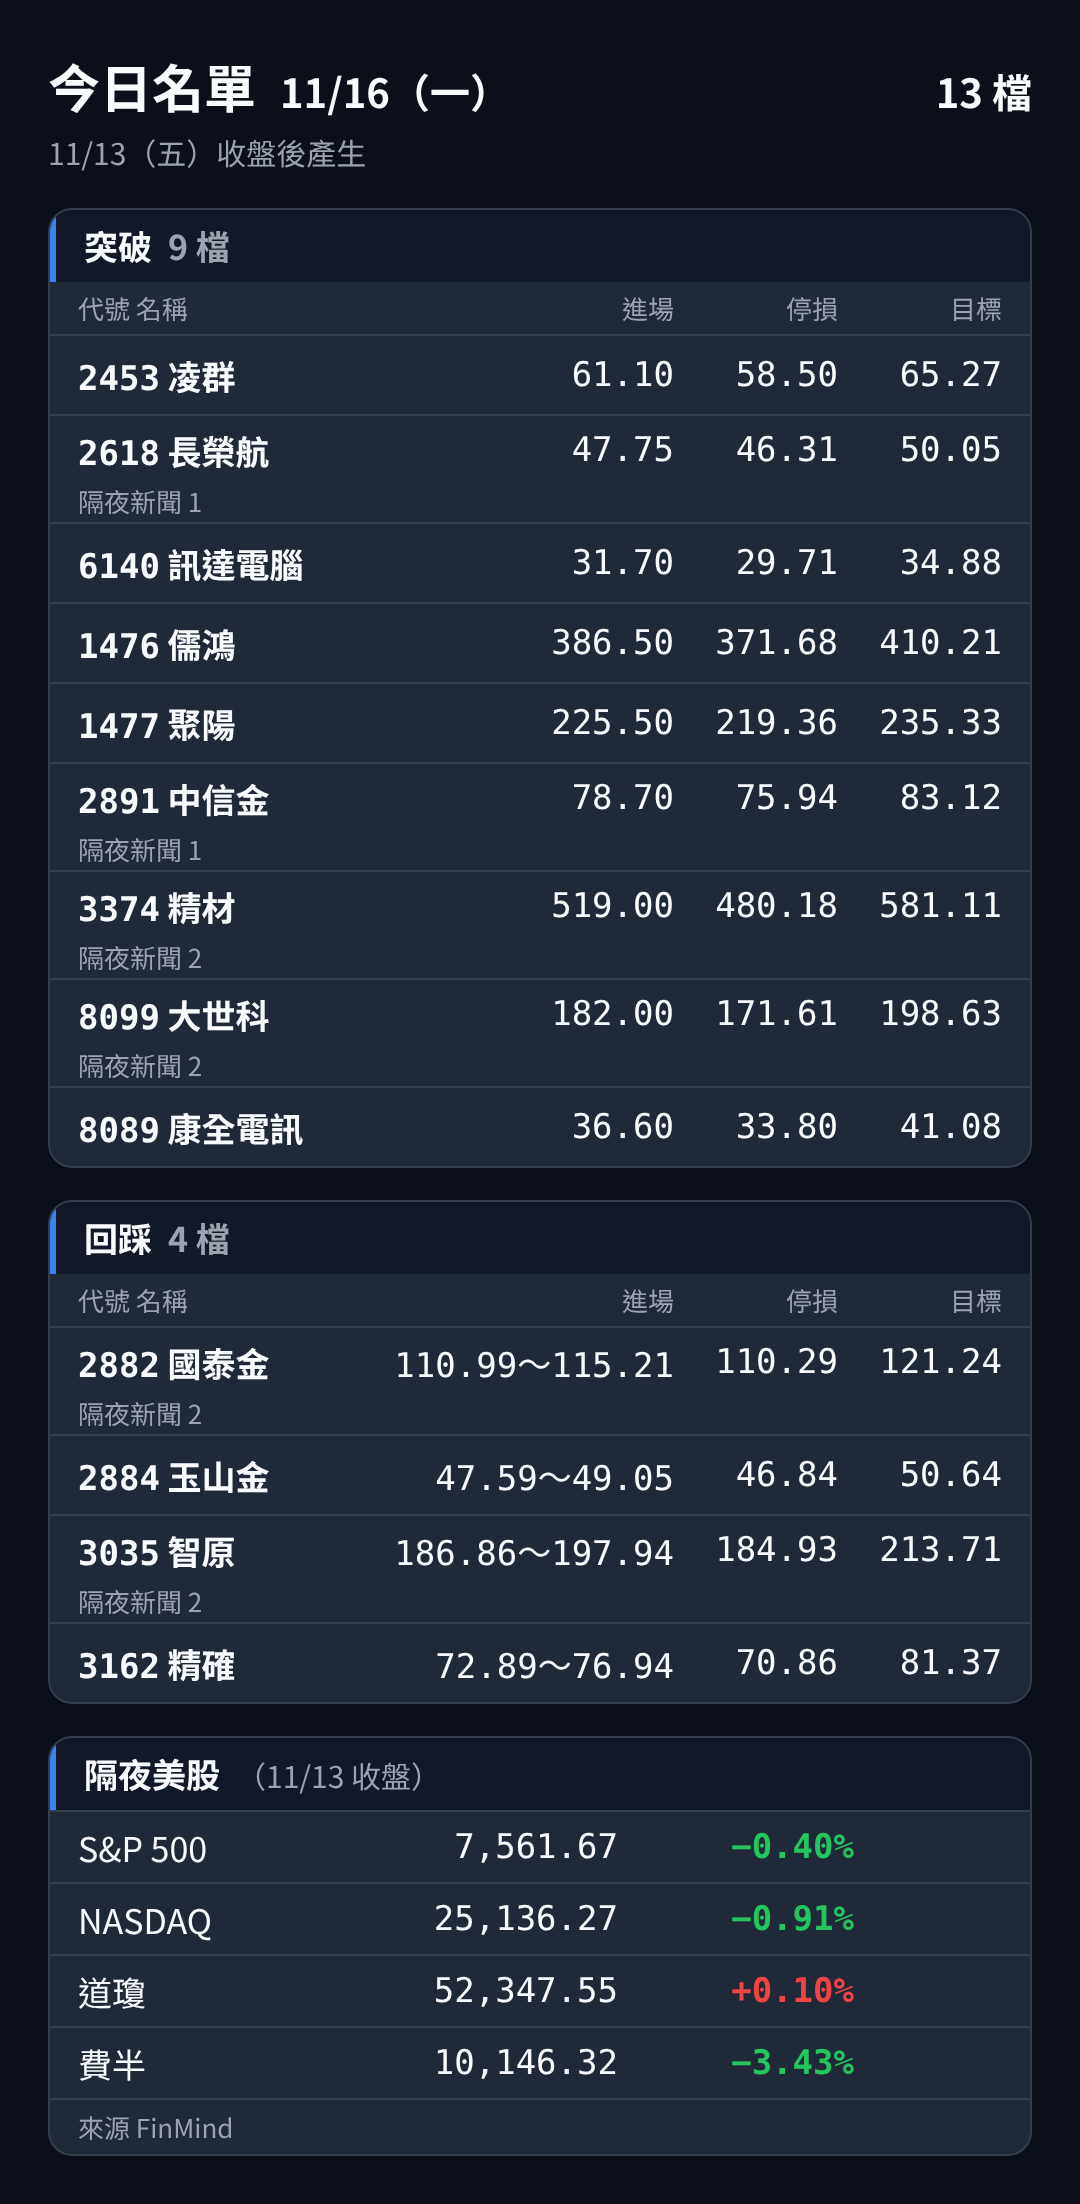 今日名單 11/16（一） 13 檔
11/13（五）收盤後產生
突破 9 檔
代號 名稱 進場 停損 目標
2453 凌群 61.10 58.50 65.27
2618 長榮航 47.75 46.31 50.05
隔夜新聞 1
6140 訊達電腦 31.70 29.71 34.88
1476 儒鴻 386.50 371.68 410.21
1477 聚陽 225.50 219.36 235.33
2891 中信金 78.70 75.94 83.12
隔夜新聞 1
3374 精材 519.00 480.18 581.11
隔夜新聞 2
8099 大世科 182.00 171.61 198.63
隔夜新聞 2
8089 康全電訊 36.60 33.80 41.08
回踩 4 檔
代號 名稱 進場 停損 目標
2882 國泰金 110.99～115.21 110.29 121.24
隔夜新聞 2
2884 玉山金 47.59～49.05 46.84 50.64
3035 智原 186.86～197.94 184.93 213.71
隔夜新聞 2
3162 精確 72.89～76.94 70.86 81.37
隔夜美股 （11/13 收盤）
S&P 500 7,561.67 −0.40%
NASDAQ 25,136.27 −0.91%
道瓊 52,347.55 +0.10%
費半 10,146.32 −3.43%
來源 FinMind